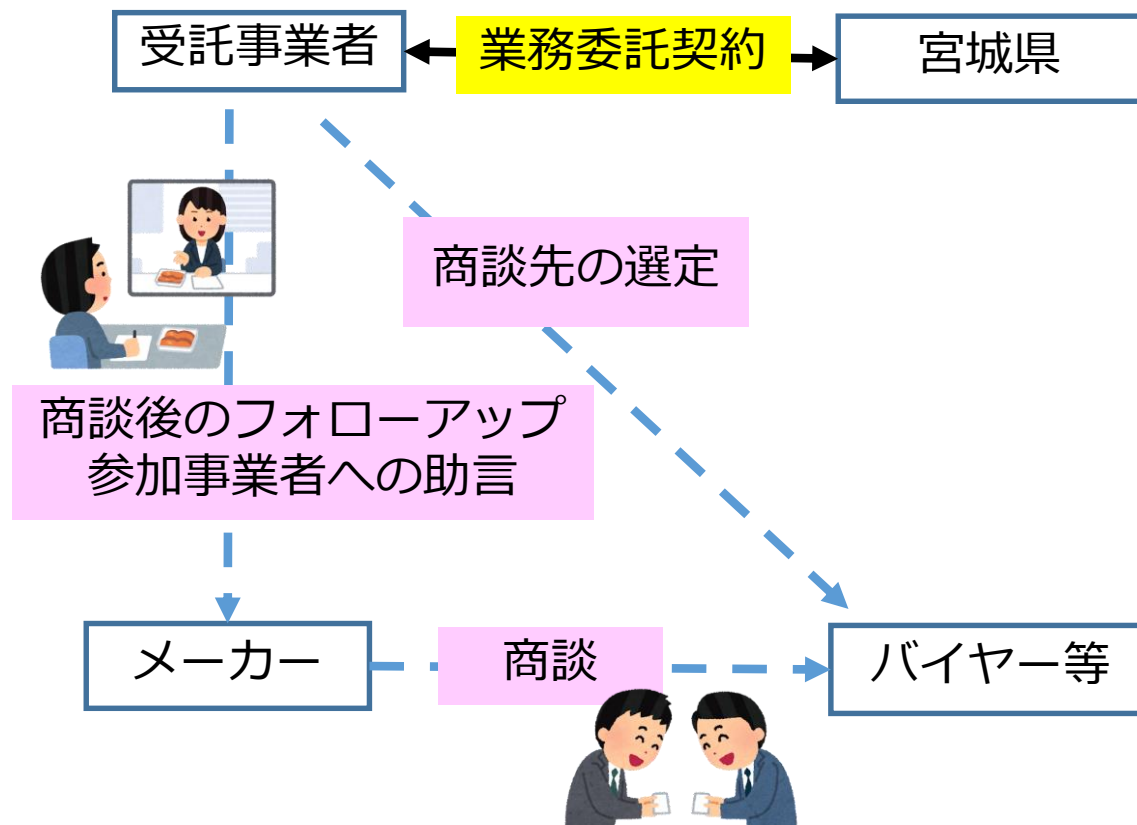 受託事業者
業務委託契約
宮城県
商談先の選定
商談後のフォローアップ
参加事業者への助言
メーカー
商談
バイヤー等